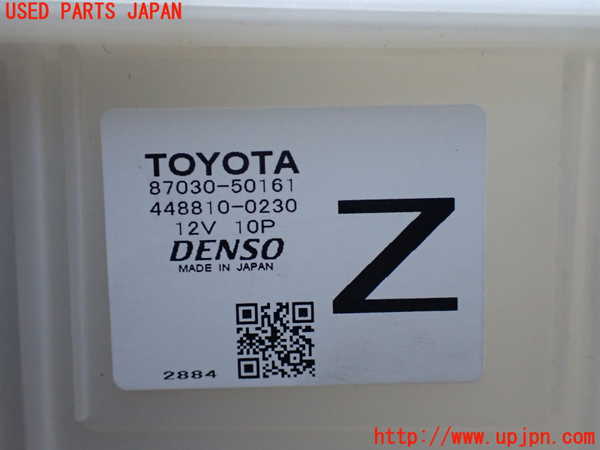 USED PARTS JAPAN
TOYOTA
87030-50161
448810-0230
12V 10P
DENSO
MADE IN JAPAN
Z
2884
http://www.upjpn.com/